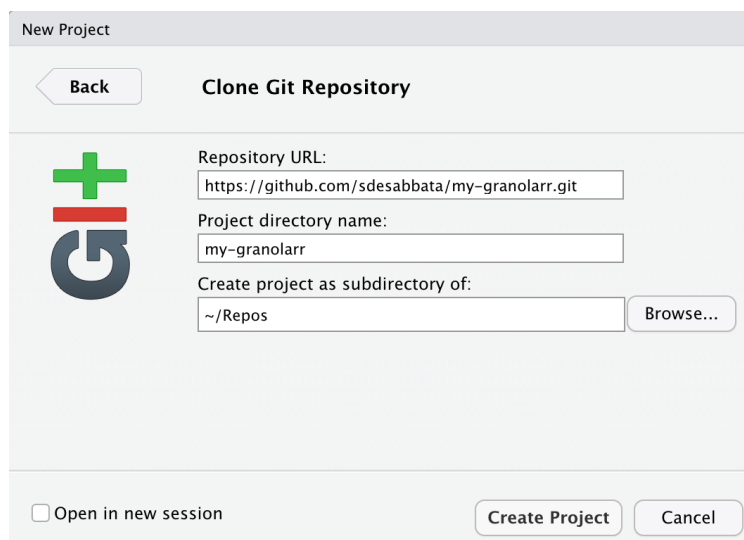 New Project
Back
Clone Git Repository
GIt
Repository URL:
https://github.com/sdesabbata/my-granolarr.git
Project directory name:
my-granolarr
Create project as subdirectory of:
~/Repos
Browse...
Open in new session
Create Project
Cancel